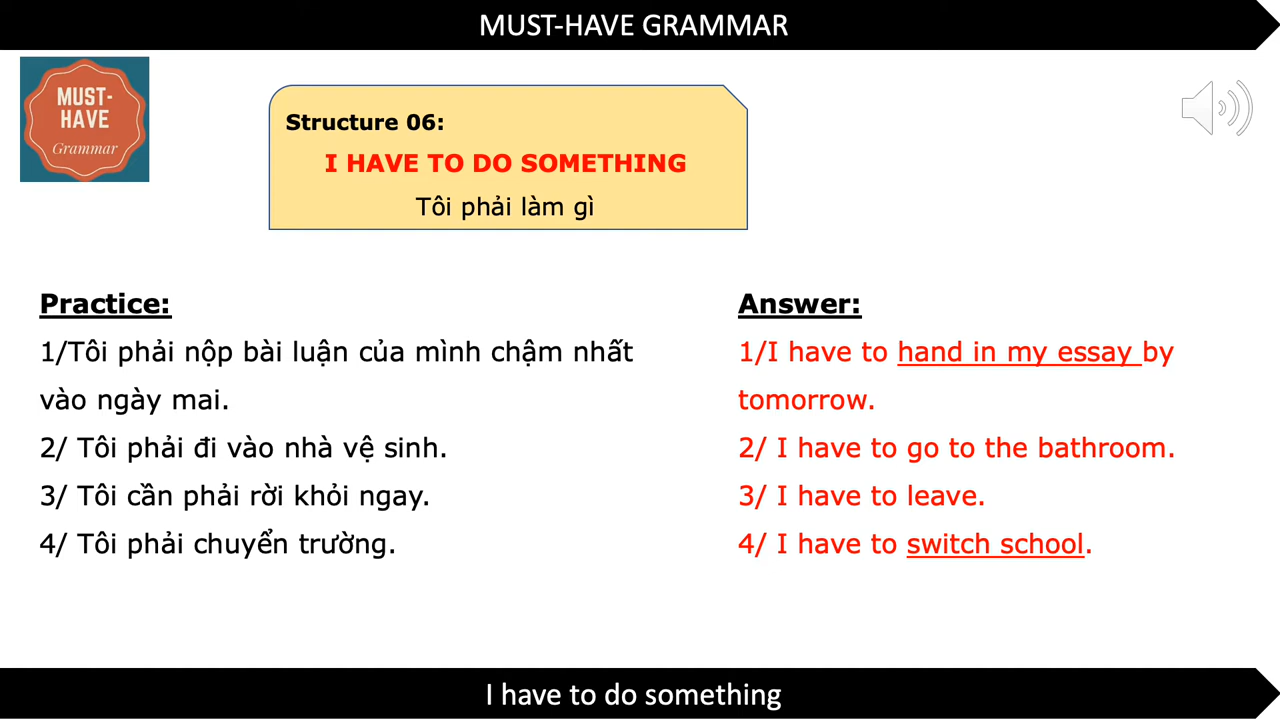 MUST-HAVE GRAMMAR
MUST-
HAVE
Grammar
Structure 06:
I HAVE TO DO SOMETHING
Tôi phải làm gì
Practice:
1/Tôi phải nộp bài luận của mình chậm nhất
vào ngày mai.
2/ Tôi phải đi vào nhà vệ sinh.
3/ Tôi cần phải rời khỏi ngay.
4/ Tôi phải chuyển trường.
Answer:
1/I have to hand in my essay by
tomorrow.
2/ I have to go to the bathroom.
3/ I have to leave.
4/ I have to switch school.
I have to do something